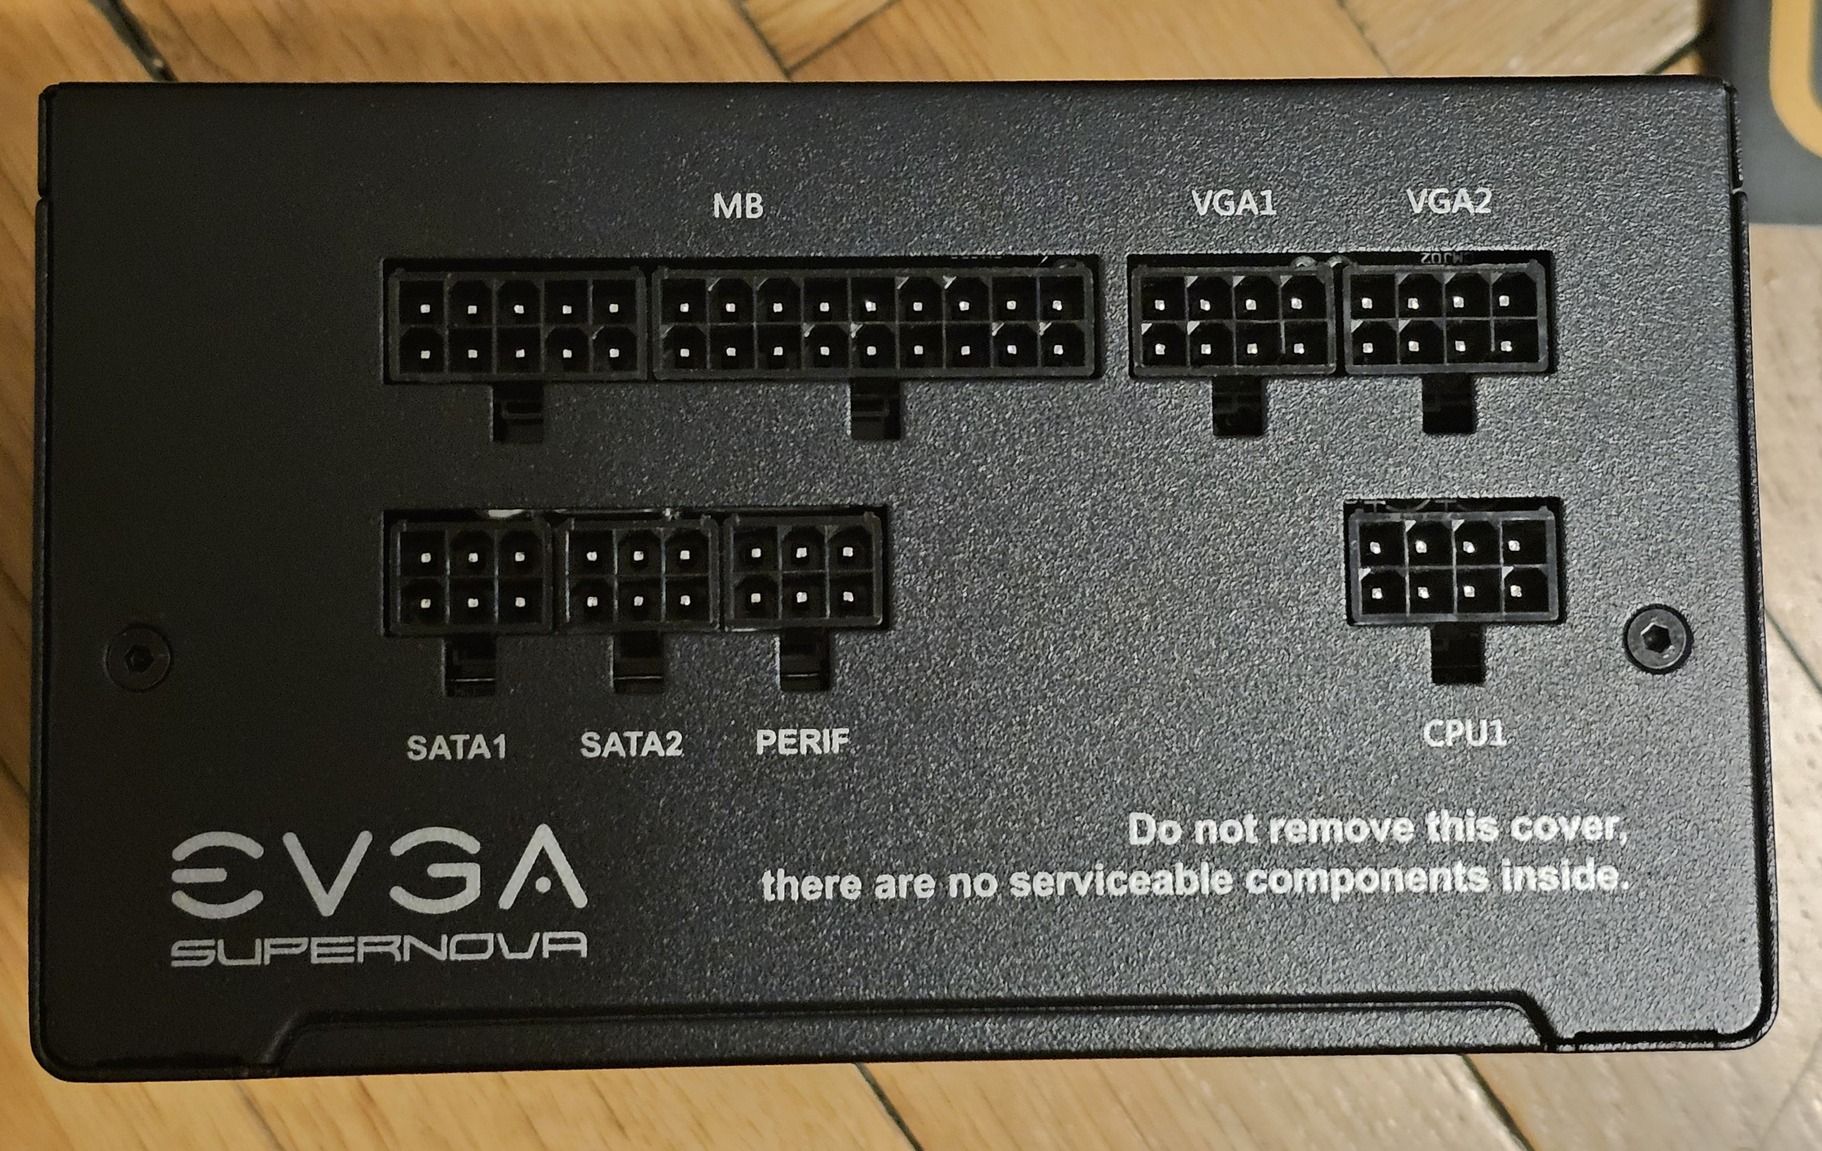 MB
VGA1 VGA2
SATA1 SATA2 PERIF
CPU1
Do not remove this cover,
there are no serviceable components inside.
EVGA
SUPERNOVA